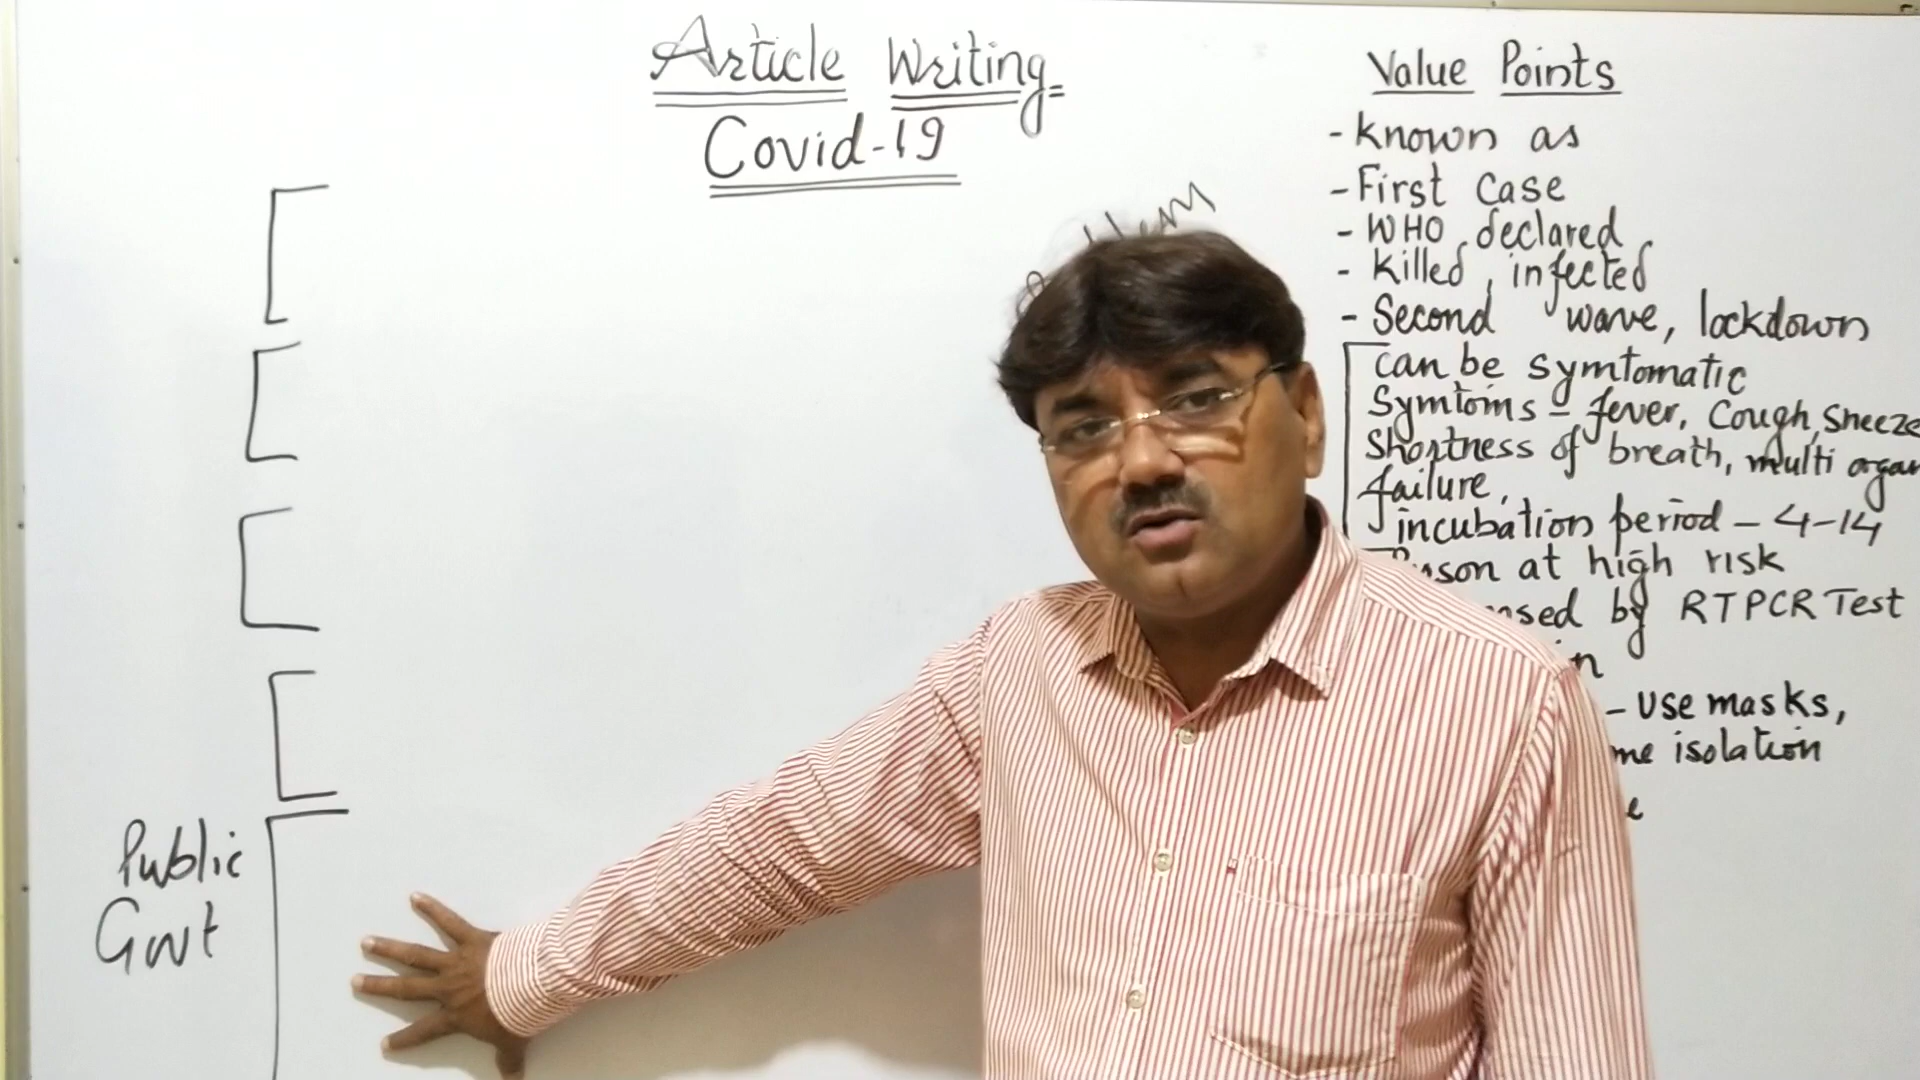 Article Writing
Covid-19
Value Points
- Known as
- First Case
- WHO declared
- Killed, infected
- Second wave, lockdown
can be symtomatic
Symtoms - fever, Cough, Sneeze
Shortness of breath, multi organ
failure,
incubation period - 4-14
at high risk
by RTPCR Test
- Use masks,
isolation
Public
Govt